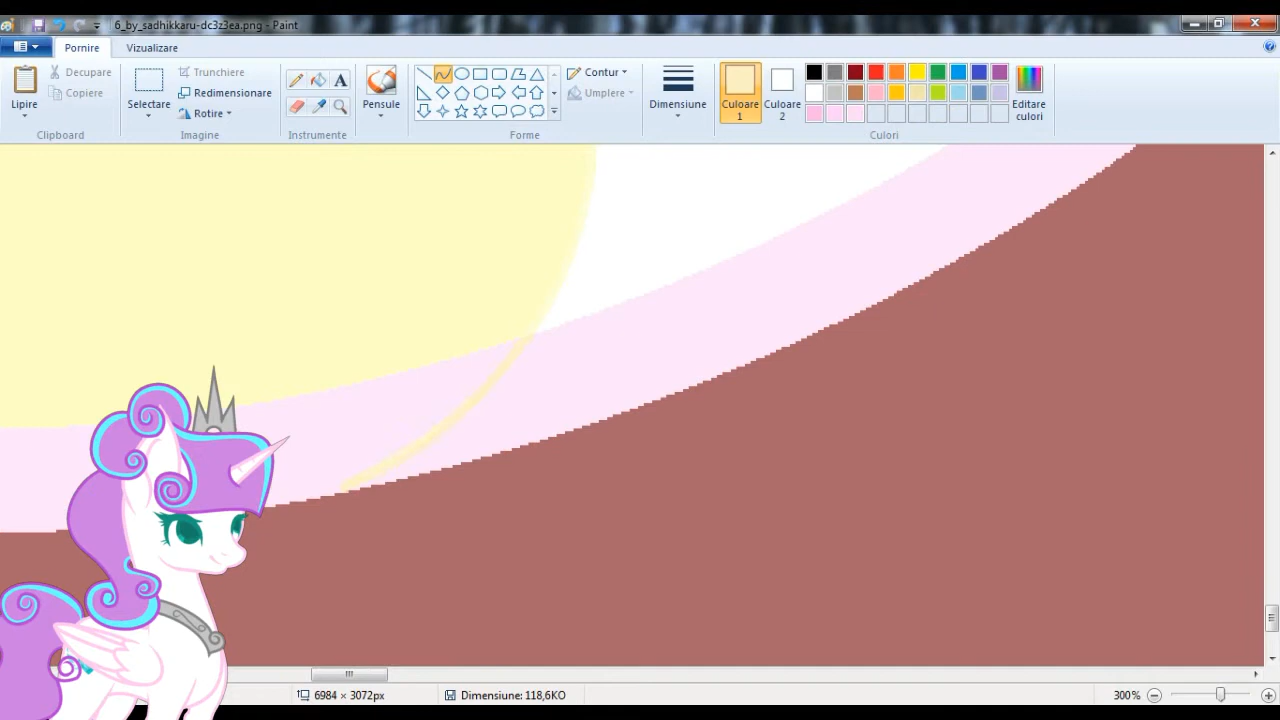 6_by_sadhikkaru-dc3z3ea.png - Paint
Pornire
Vizualizare
Lipire
Decupare
Copiere
Clipboard
Selectare
Trunchiere
Redimensionare
Rotire
Imagine
A
Instrumente
Pensule
Contur
Umplere
Forme
Dimensiune
Culoare
1
Culoare
2
Editare
culori
Culori
6984 × 3072px
Dimensiune: 118,6KO
300%